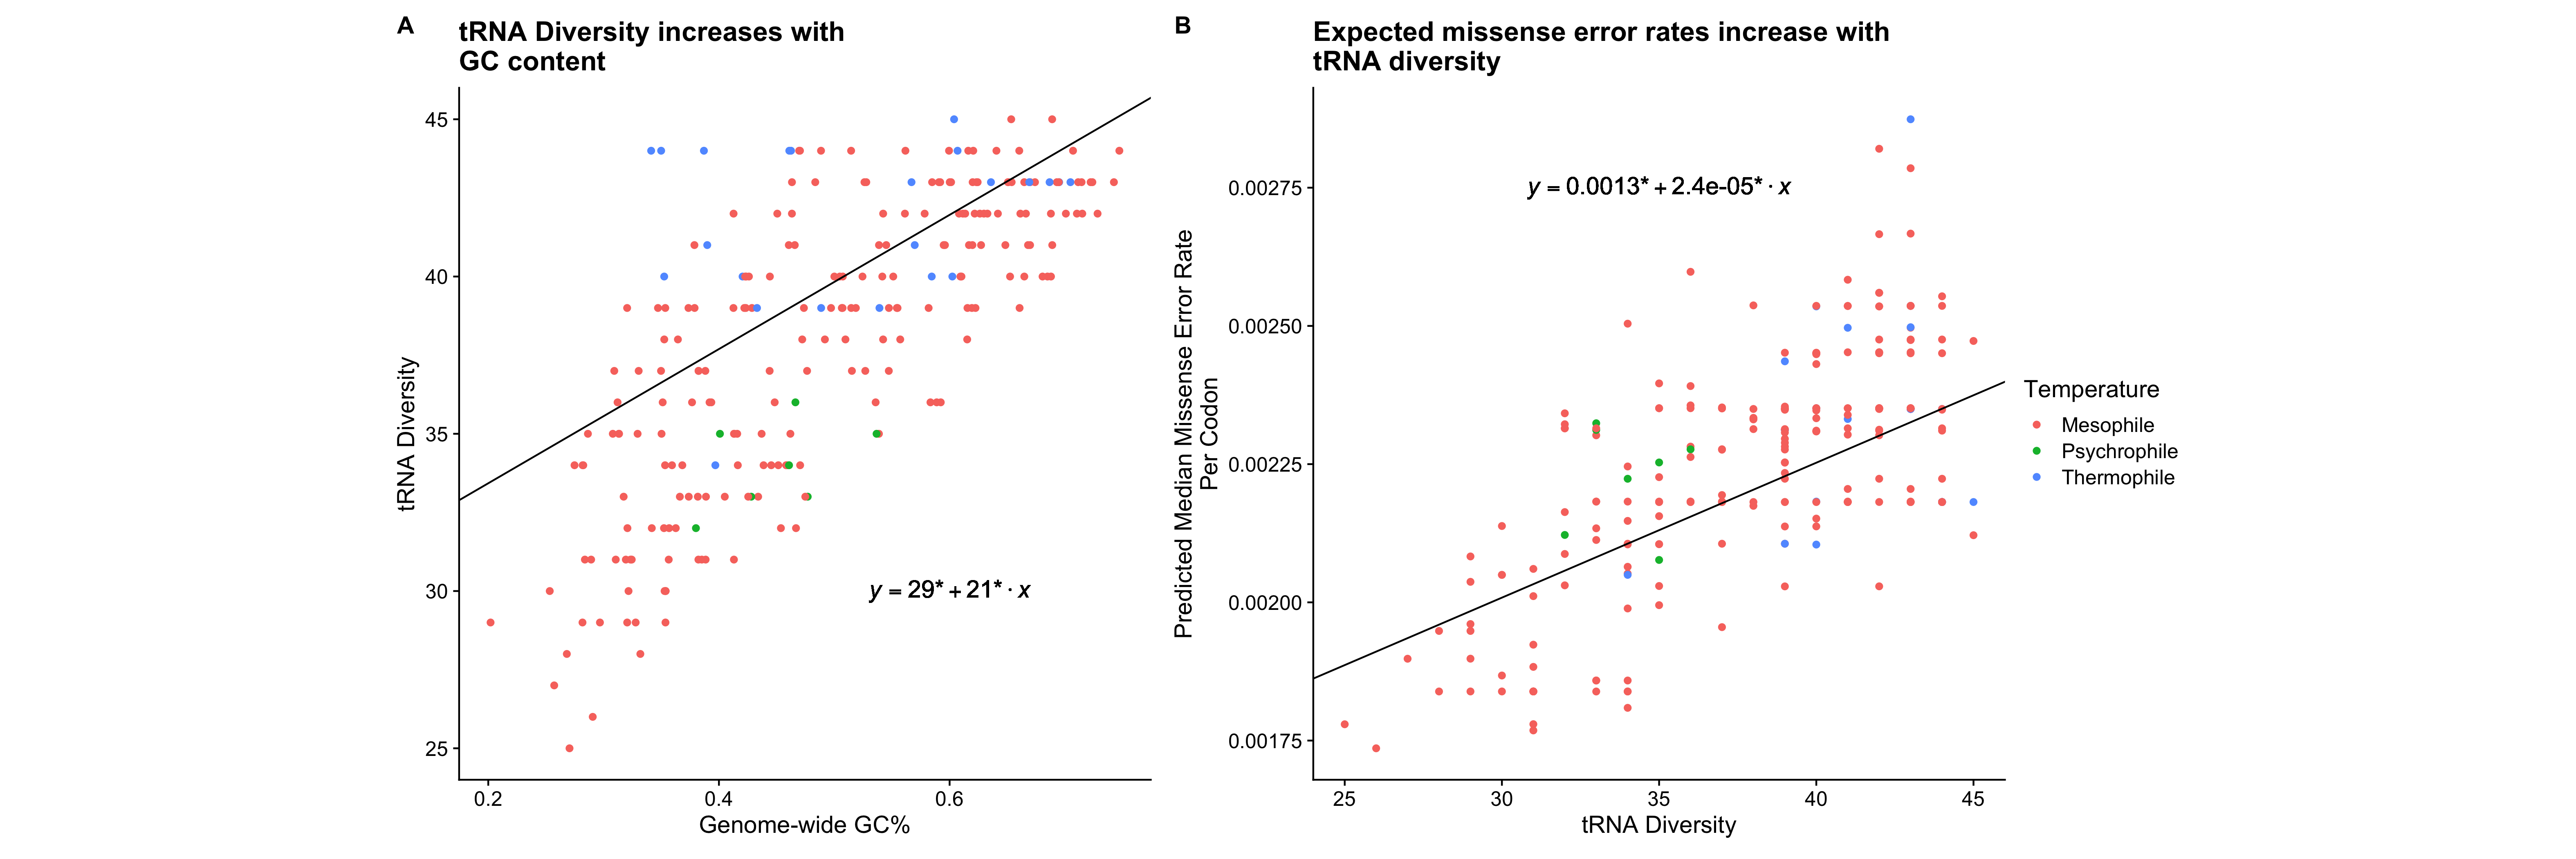 A
tRNA Diversity increases with
GC content
45
40
35
30
25
tRNA Diversity
y = 29* + 21* · x
0.2 0.4 0.6
Genome-wide GC%
B
Expected missense error rates increase with
tRNA diversity
0.00275
0.00250
0.00225
0.00200
0.00175
Predicted Median Missense Error Rate
Per Codon
y = 0.0013* + 2.4e-05* · x
25 30 35 40 45
tRNA Diversity
Temperature
Mesophile
Psychrophile
Thermophile